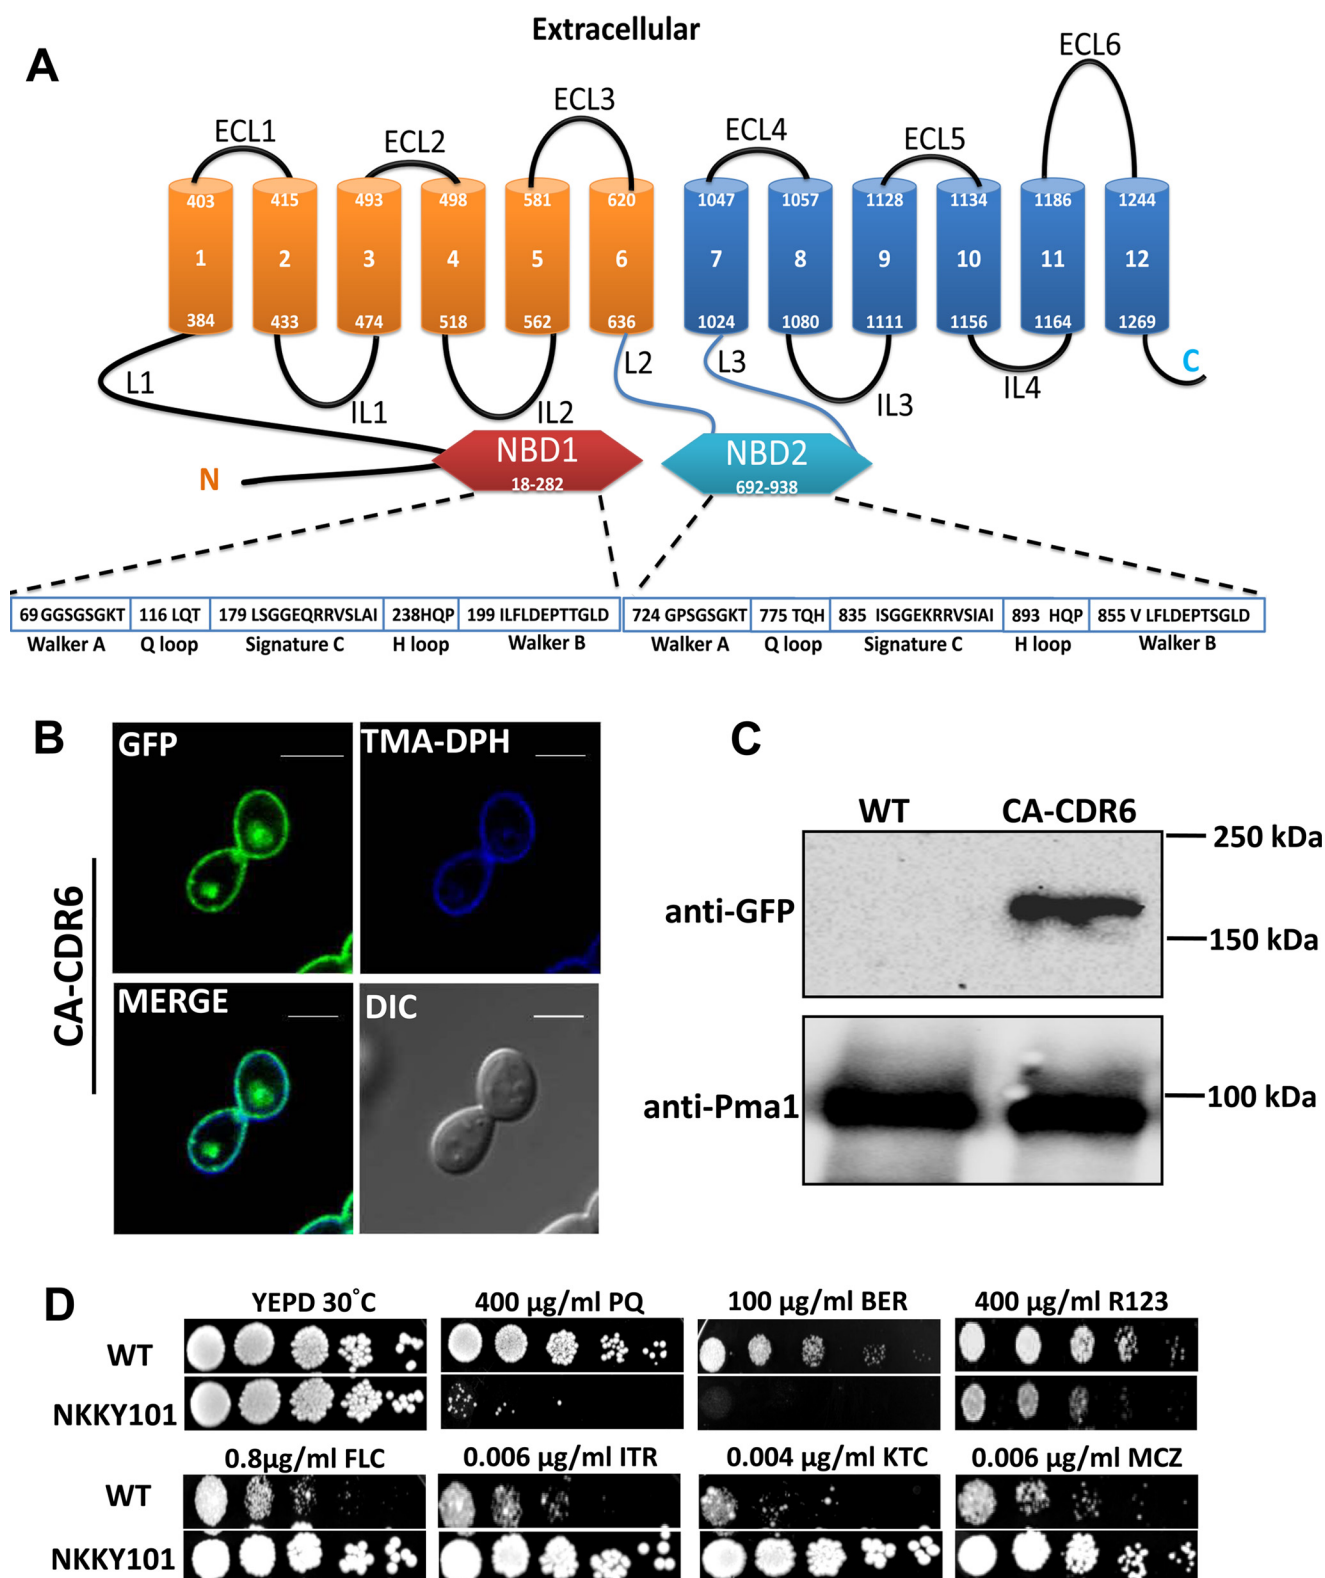 Extracellular
A
ECL1
ECL2
ECL3
ECL4
ECL5
ECL6
403 415 493 498 581 620 1047 1057 1128 1134 1186 1244
1 2 3 4 5 6 7 8 9 10 11 12
384 433 474 518 562 636 1024 1080 1111 1156 1164 1269
L1
IL1
IL2
L2
L3
IL3
IL4
C
N
NBD1
18-282
NBD2
692-938
69 GGSGSGKT 116 LQT 179 LSGGEQRRVSLAI 238HQP 199 ILFLDEPTTGLD 724 GPSGSGKT 775 TQH 835 ISGGEKRRVSIAI 893 HQP 855 V LFLDEPTSGLD
Walker A Q loop Signature C H loop Walker B Walker A Q loop Signature C H loop Walker B
B
CA-CDR6
GFP
TMA-DPH
MERGE
DIC
C
WT CA-CDR6
250 kDa
anti-GFP
150 kDa
anti-Pma1
100 kDa
D
YEPD 30°C 400 µg/ml PQ 100 µg/ml BER 400 µg/ml R123
WT
NKKY101
0.8µg/ml FLC 0.006 µg/ml ITR 0.004 µg/ml KTC 0.006 µg/ml MCZ
WT
NKKY101